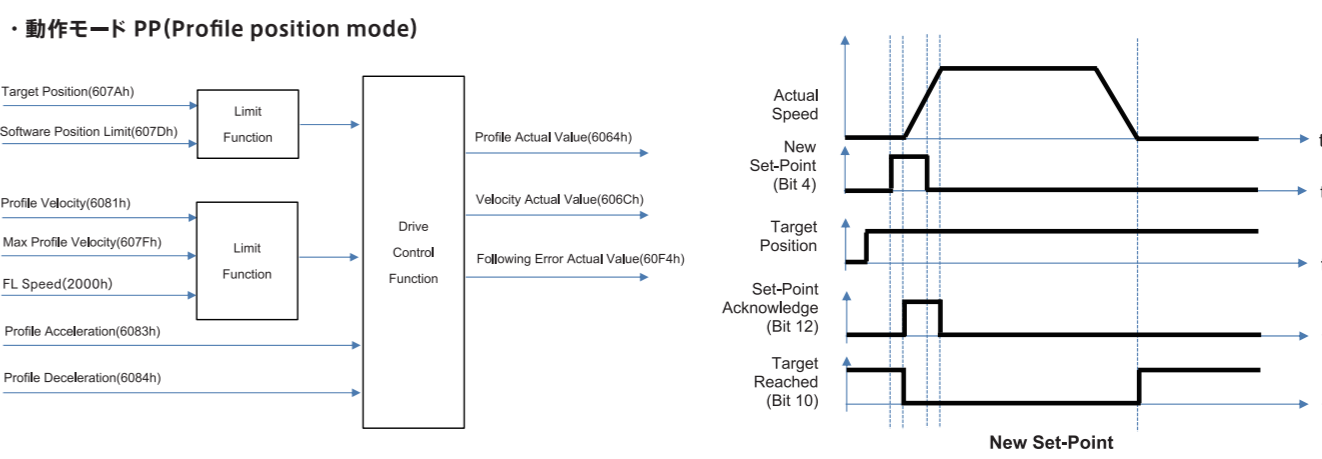 ・動作モード PP(Profile position mode)
Target Position(607Ah)
Software Position Limit(607Dh)
Limit
Function
Profile Velocity(6081h)
Max Profile Velocity(607Fh)
FL Speed(2000h)
Limit
Function
Profile Acceleration(6083h)
Profile Deceleration(6084h)
Drive
Control
Function
Profile Actual Value(6064h)
Velocity Actual Value(606Ch)
Following Error Actual Value(60F4h)
Actual
Speed
t
New
Set-Point
(Bit 4)
t
Target
Position
Set-Point
Acknowledge
(Bit 12)
Target
Reached
(Bit 10)
New Set-Point